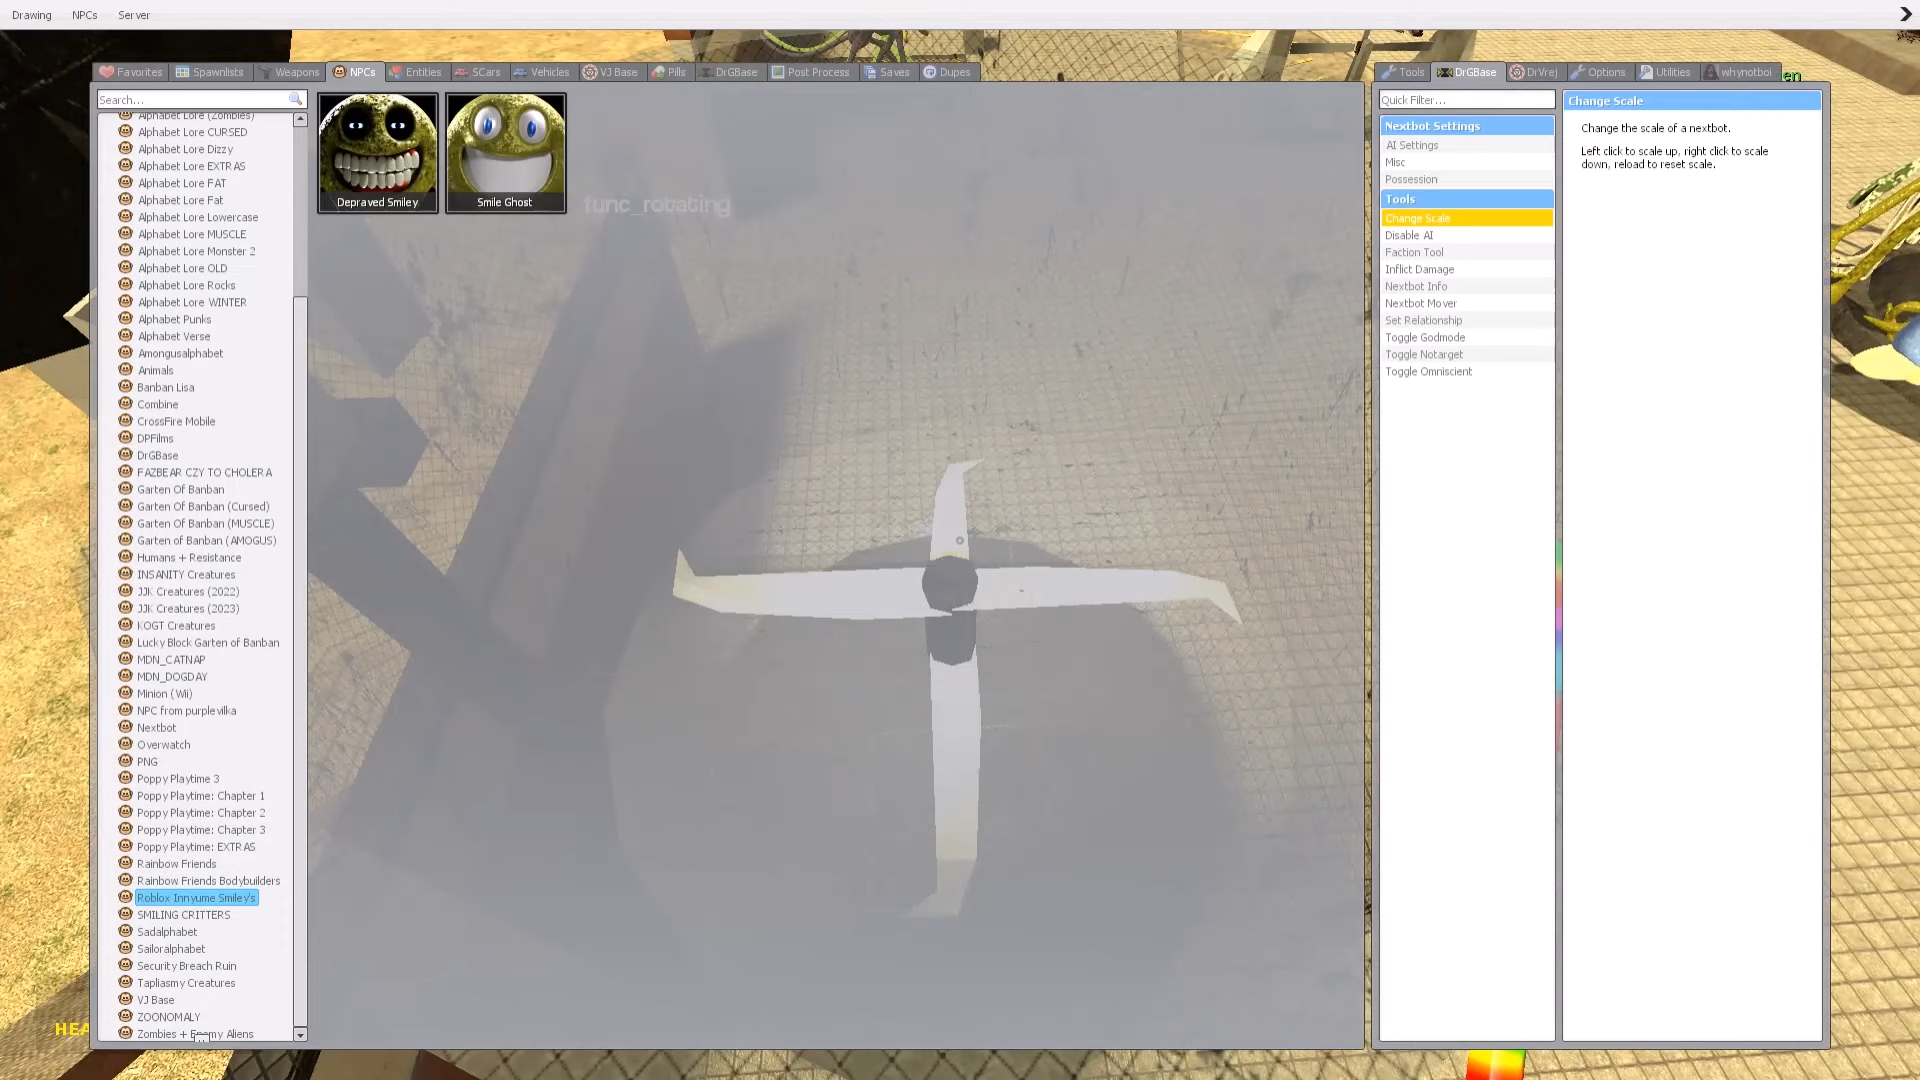 Drawing NPCs Server
Favorites Spawnlists Weapons NPCs Entities SCars Vehicles VJ Base Pills DrGBase Post Process Saves Dupes
Tools DrGBase DrVrej Options Utilities whynotboi
en
Search...
Alphabet Lore (Zombies)
Alphabet Lore CURSED
Alphabet Lore Dizzy
Alphabet Lore EXTRAS
Alphabet Lore FAT
Alphabet Lore Fat
Alphabet Lore Lowercase
Alphabet Lore MUSCLE
Alphabet Lore Monster 2
Alphabet Lore OLD
Alphabet Lore Rocks
Alphabet Lore WINTER
Alphabet Punks
Alphabet Verse
Amongusalphabet
Animals
Banban Lisa
Combine
CrossFire Mobile
DPFilms
DrGBase
FAZBEAR CZY TO CHOLERA
Garten Of Banban
Garten Of Banban (Cursed)
Garten Of Banban (MUSCLE)
Garten of Banban (AMOGUS)
Humans + Resistance
INSANITY Creatures
JJK Creatures (2022)
JJK Creatures (2023)
KOGT Creatures
Lucky Block Garten of Banban
MDN_CATNAP
MDN_DOGDAY
Minion (Wii)
NPC from purplevilka
Nextbot
Overwatch
PNG
Poppy Playtime 3
Poppy Playtime: Chapter 1
Poppy Playtime: Chapter 2
Poppy Playtime: Chapter 3
Poppy Playtime: EXTRAS
Rainbow Friends
Rainbow Friends Bodybuilders
Roblox Innyume Smiley's
SMILING CRITTERS
Sadalphabet
Sailoralphabet
Security Breach Ruin
Tapliasmy Creatures
VJ Base
ZOONOMALY
Zombies + Enemy Aliens
HEA
Depraved Smiley
Smile Ghost
func_rotating
Quick Filter...
Nextbot Settings
AI Settings
Misc
Possession
Tools
Change Scale
Disable AI
Faction Tool
Inflict Damage
Nextbot Info
Nextbot Mover
Set Relationship
Toggle Godmode
Toggle Notarget
Toggle Omniscient
Change Scale
Change the scale of a nextbot.
Left click to scale up, right click to scale
down, reload to reset scale.